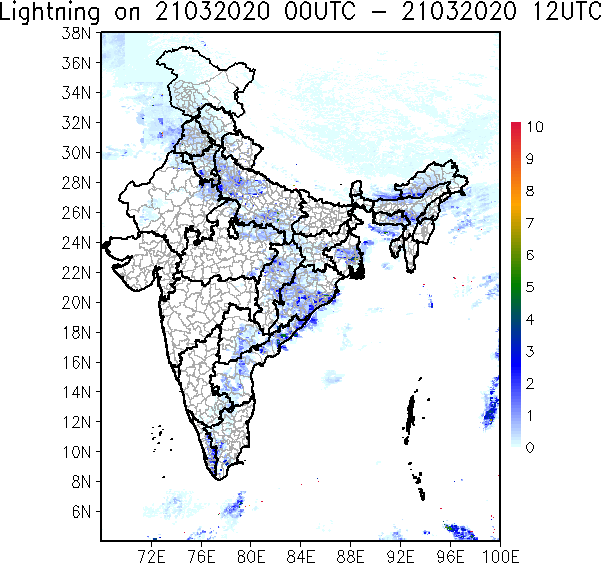 Lightning on 21032020 00UTC – 21032020 12UTC
38N
36N
34N
32N
30N
28N
26N
24N
22N
20N
18N
16N
14N
12N
10N
8N
6N
72E 76E 80E 84E 88E 92E 96E 100E
10
9
8
7
6
5
4
3
2
1
0